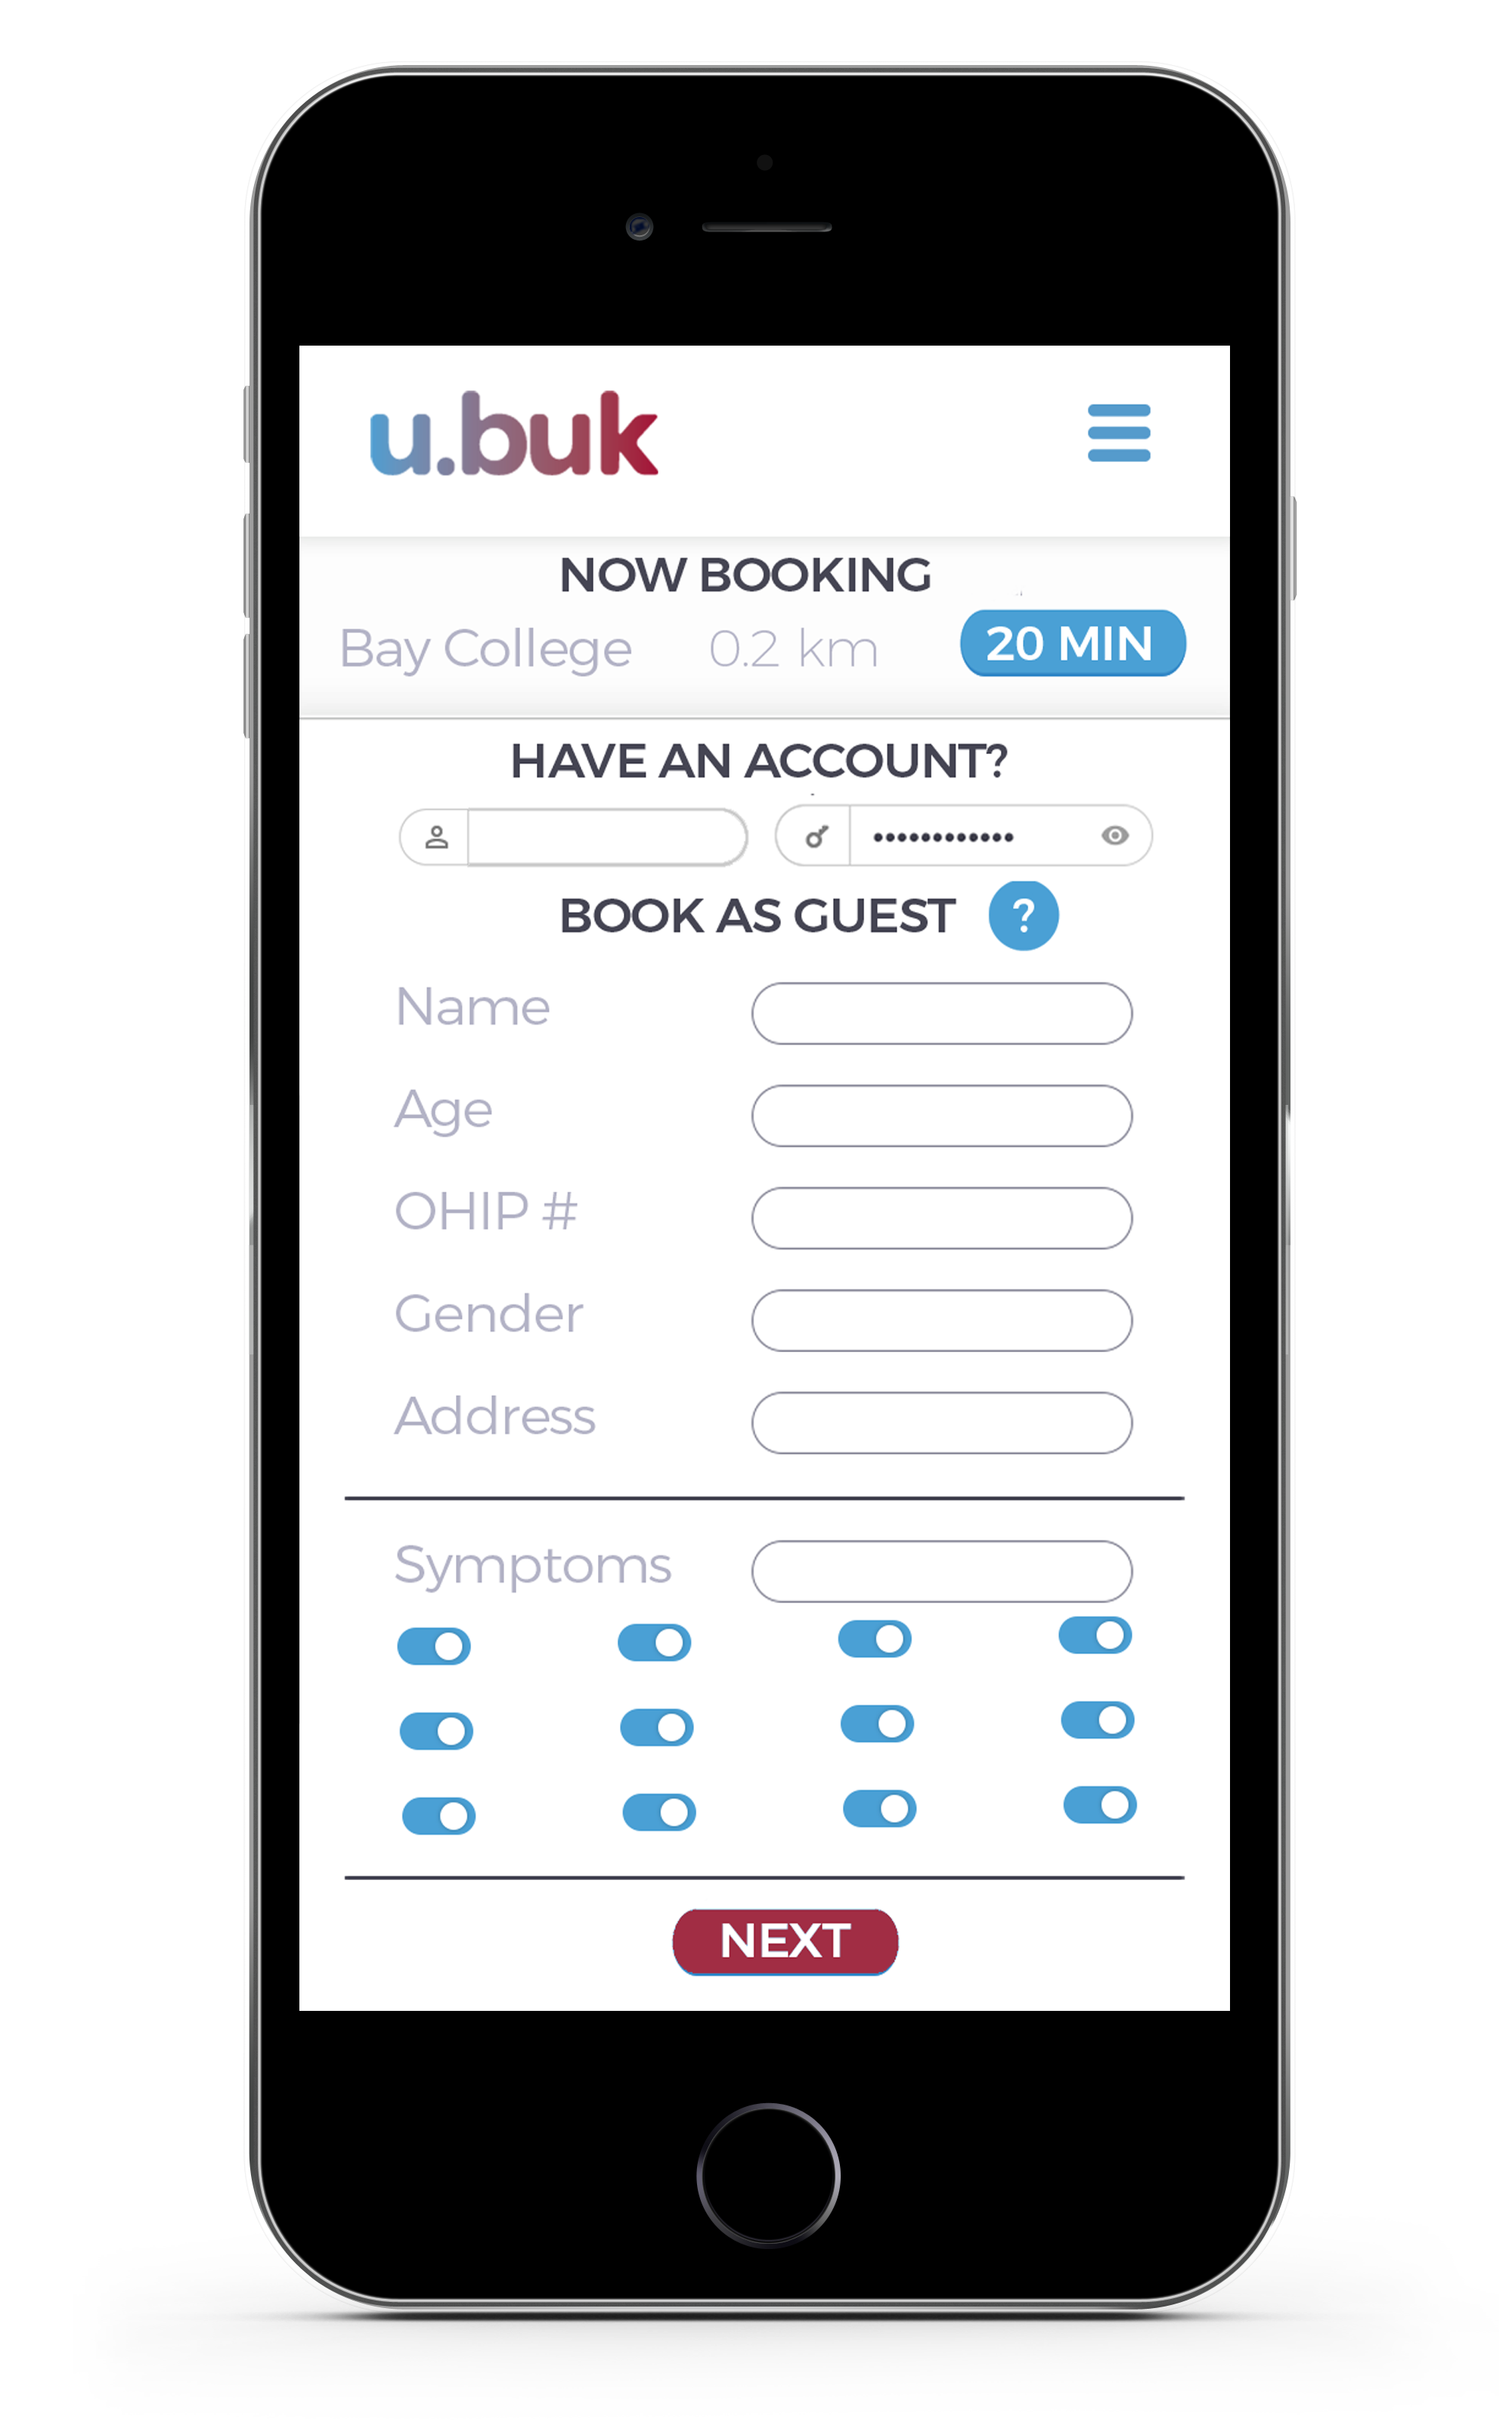 u.buk
NOW BOOKING
Bay College 0.2 km 20 MIN
HAVE AN ACCOUNT?
••••••••••••
BOOK AS GUEST ?
Name
Age
OHIP #
Gender
Address
Symptoms
NEXT